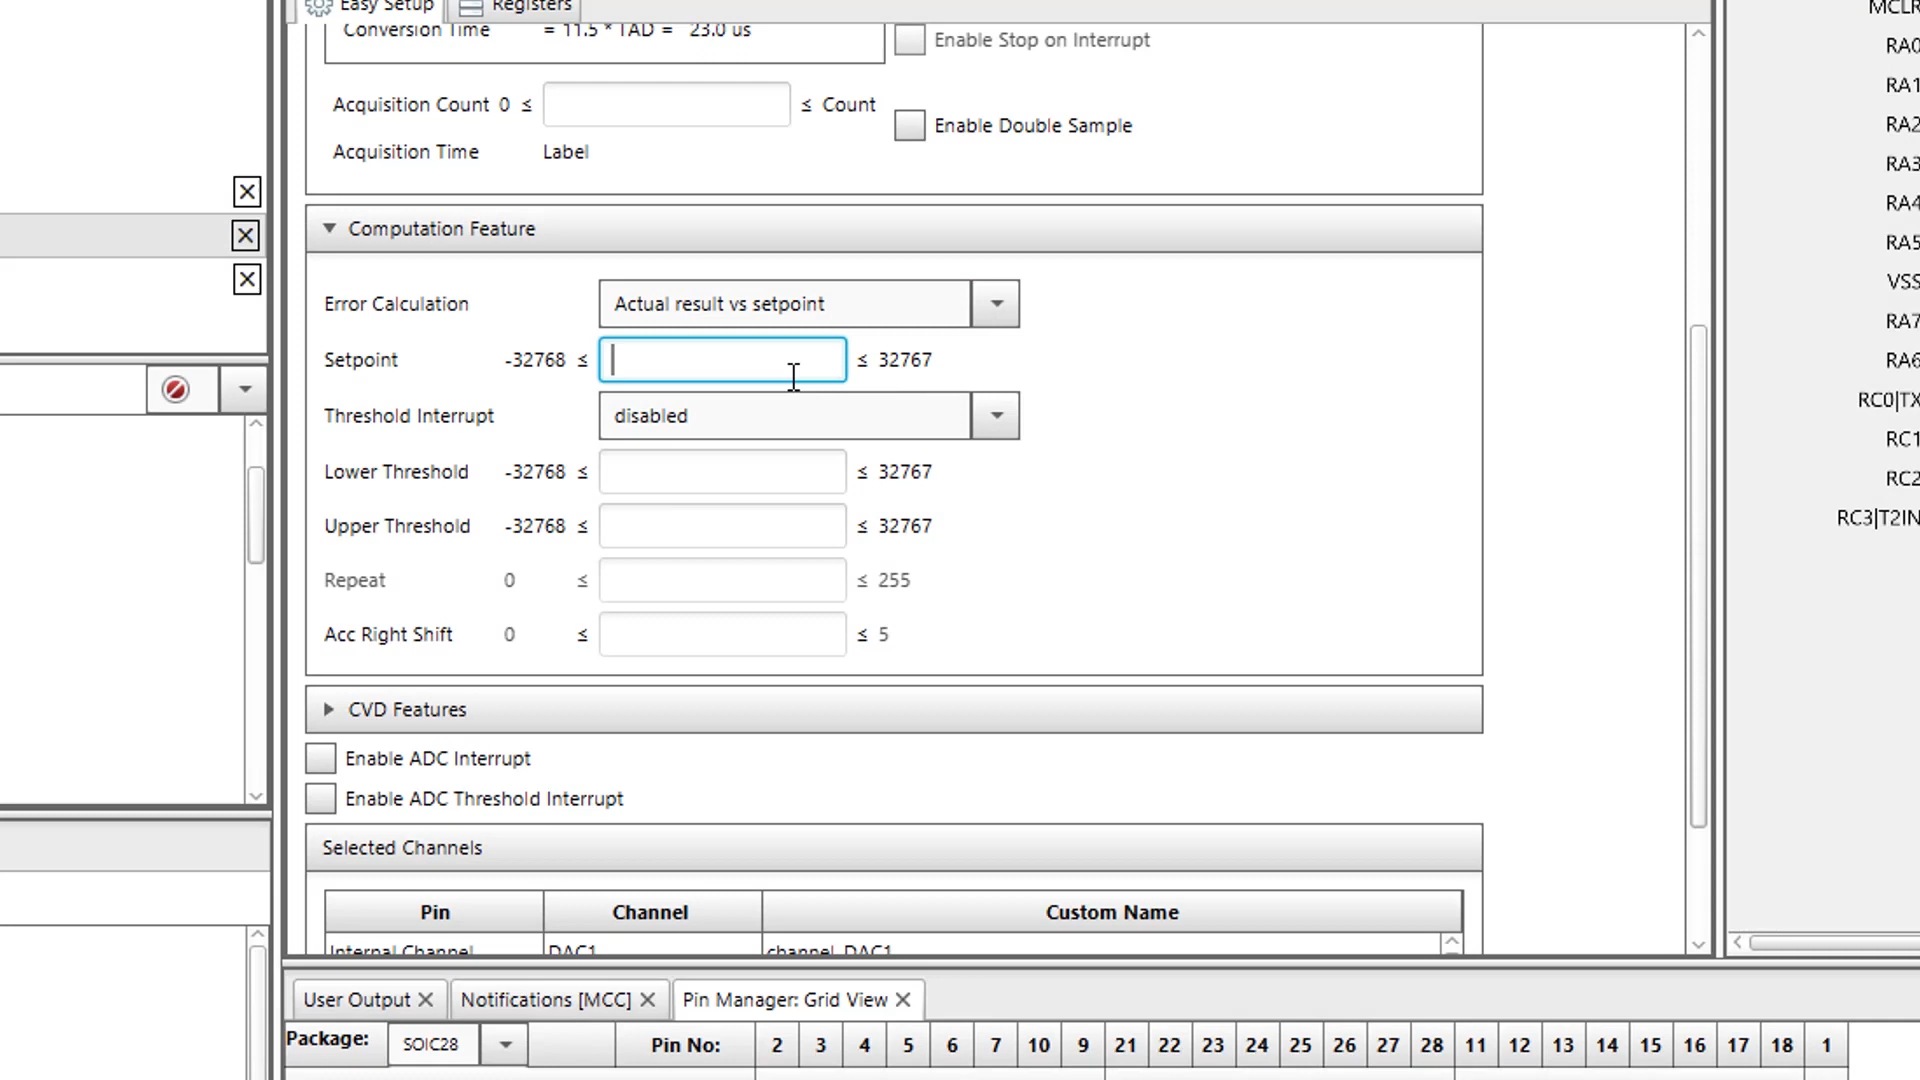 Easy Setup Registers
Conversion Time = 11.5 * TAD = 23.0 us
Enable Stop on Interrupt
Acquisition Count 0 ≤ ≤ Count
Enable Double Sample
Acquisition Time Label
Computation Feature
Error Calculation Actual result vs setpoint
Setpoint -32768 ≤ ≤ 32767
Threshold Interrupt disabled
Lower Threshold -32768 ≤ ≤ 32767
Upper Threshold -32768 ≤ ≤ 32767
Repeat 0 ≤ ≤ 255
Acc Right Shift 0 ≤ ≤ 5
CVD Features
Enable ADC Interrupt
Enable ADC Threshold Interrupt
Selected Channels
Pin Channel Custom Name
Internal Channel DAC1 channel_DAC1
User Output Notifications [MCC] Pin Manager: Grid View
Package: SOIC28 Pin No: 2 3 4 5 6 7 10 9 21 22 23 24 25 26 27 28 11 12 13 14 15 16 17 18 1
MCLR
RA0
RA1
RA2
RA3
RA4
RA5
VSS
RA7
RA6
RC0|TX
RC1
RC2
RC3|T2IN